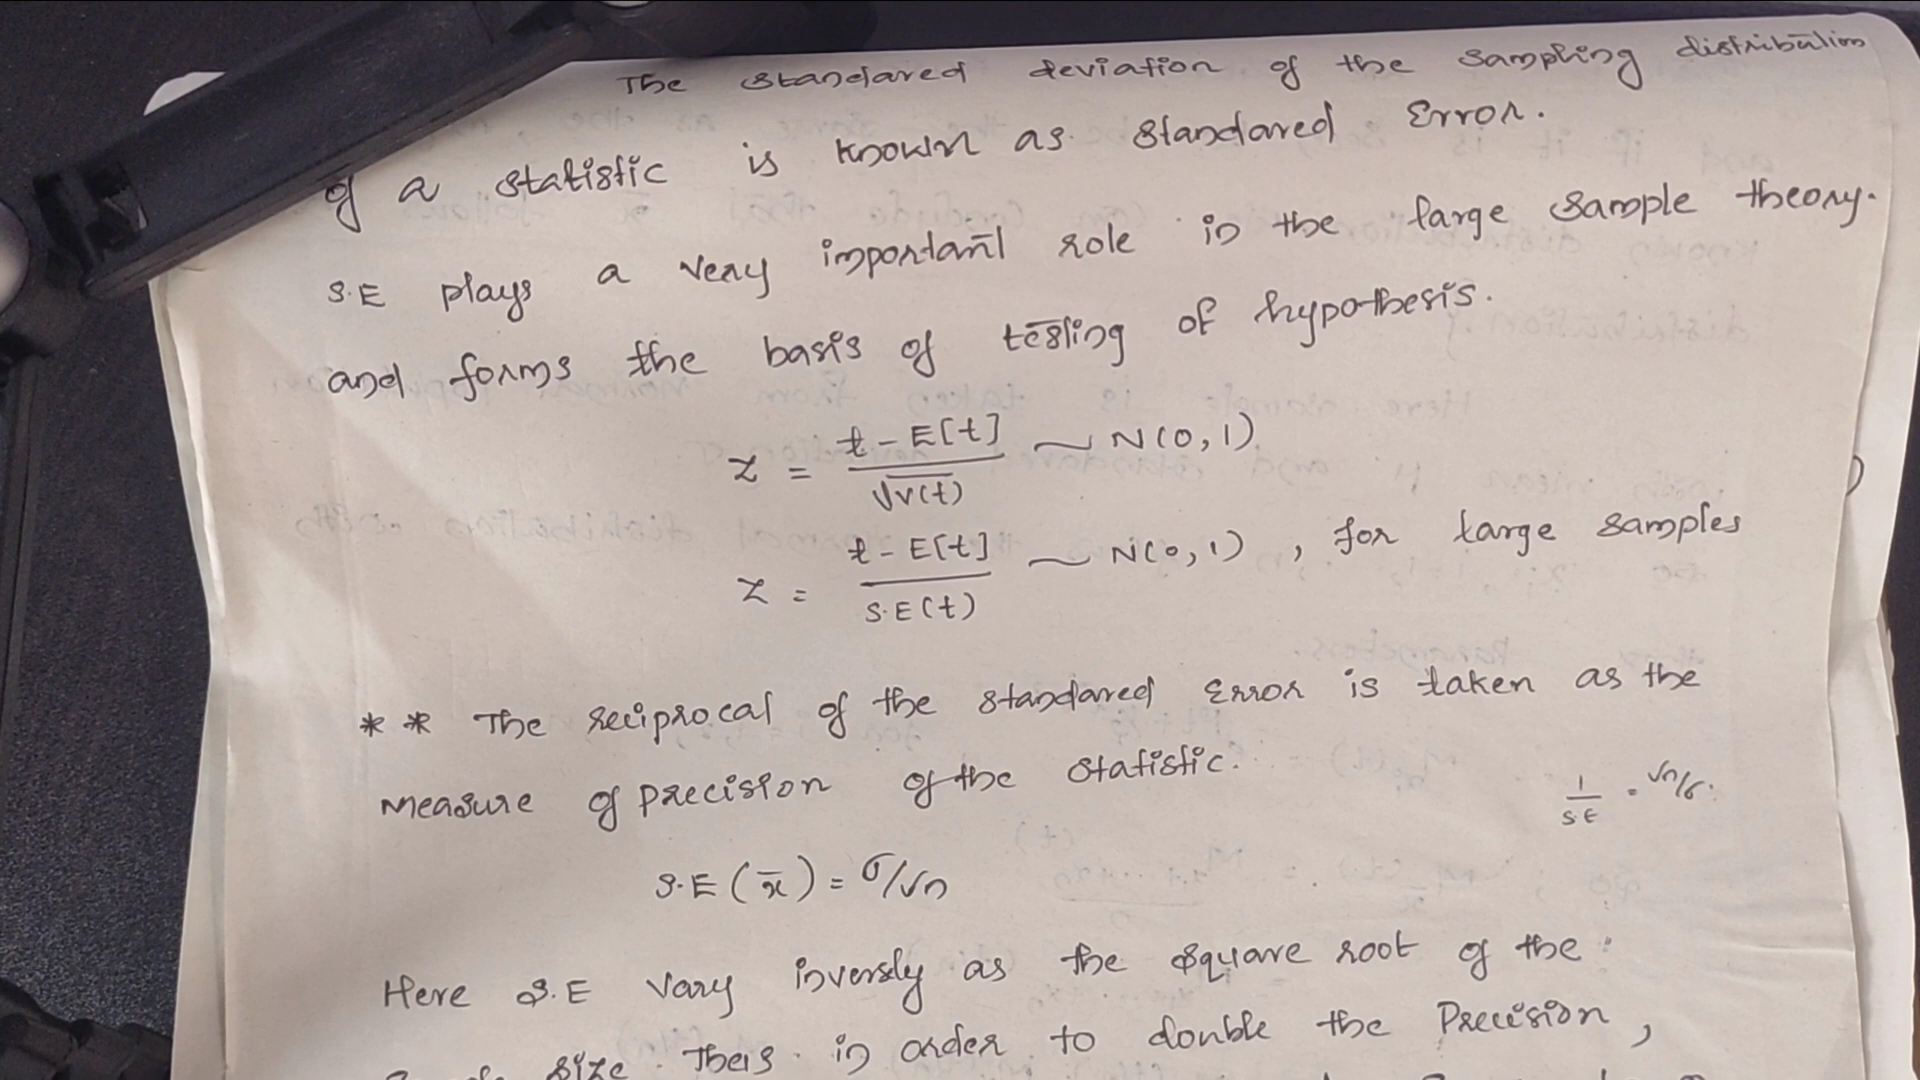 The standared deviation of the sampling distribution
of a statistic is known as standared Error.
S.E plays a very important role in the large sample theory.
and forms the basis of testing of hypothesis.
Z = t - E[t] / √V(t) ~ N(0, 1)
Z = t - E[t] / S.E(t) ~ N(0, 1) , for large samples
** The reciprocal of the standared Error is taken as the
measure of precision of the statistic.
1/S.E = √n/σ.
S.E (x̄) = σ/√n
Here S.E vary inversly as the square root of the
size. Thus in order to double the Precision,